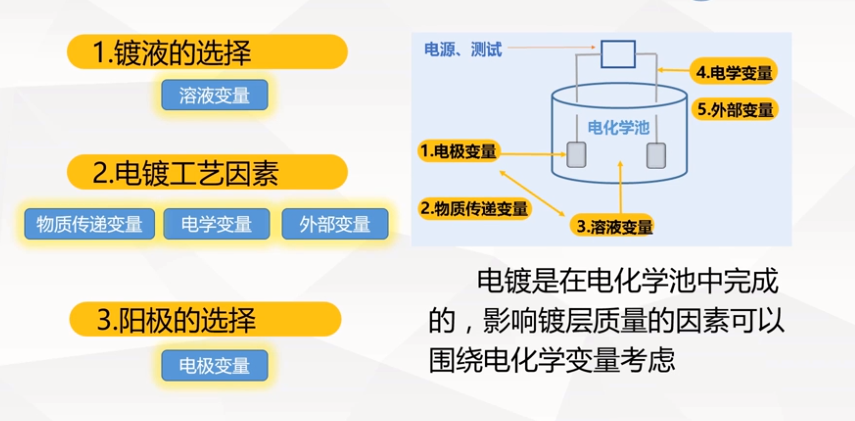 1.镀液的选择
溶液变量
2.电镀工艺因素
物质传递变量
电学变量
外部变量
3.阳极的选择
电极变量
电源、测试
4.电学变量
5.外部变量
电化学池
1.电极变量
2.物质传递变量
3.溶液变量
电镀是在电化学池中完成
的，影响镀层质量的因素可以
围绕电化学变量考虑